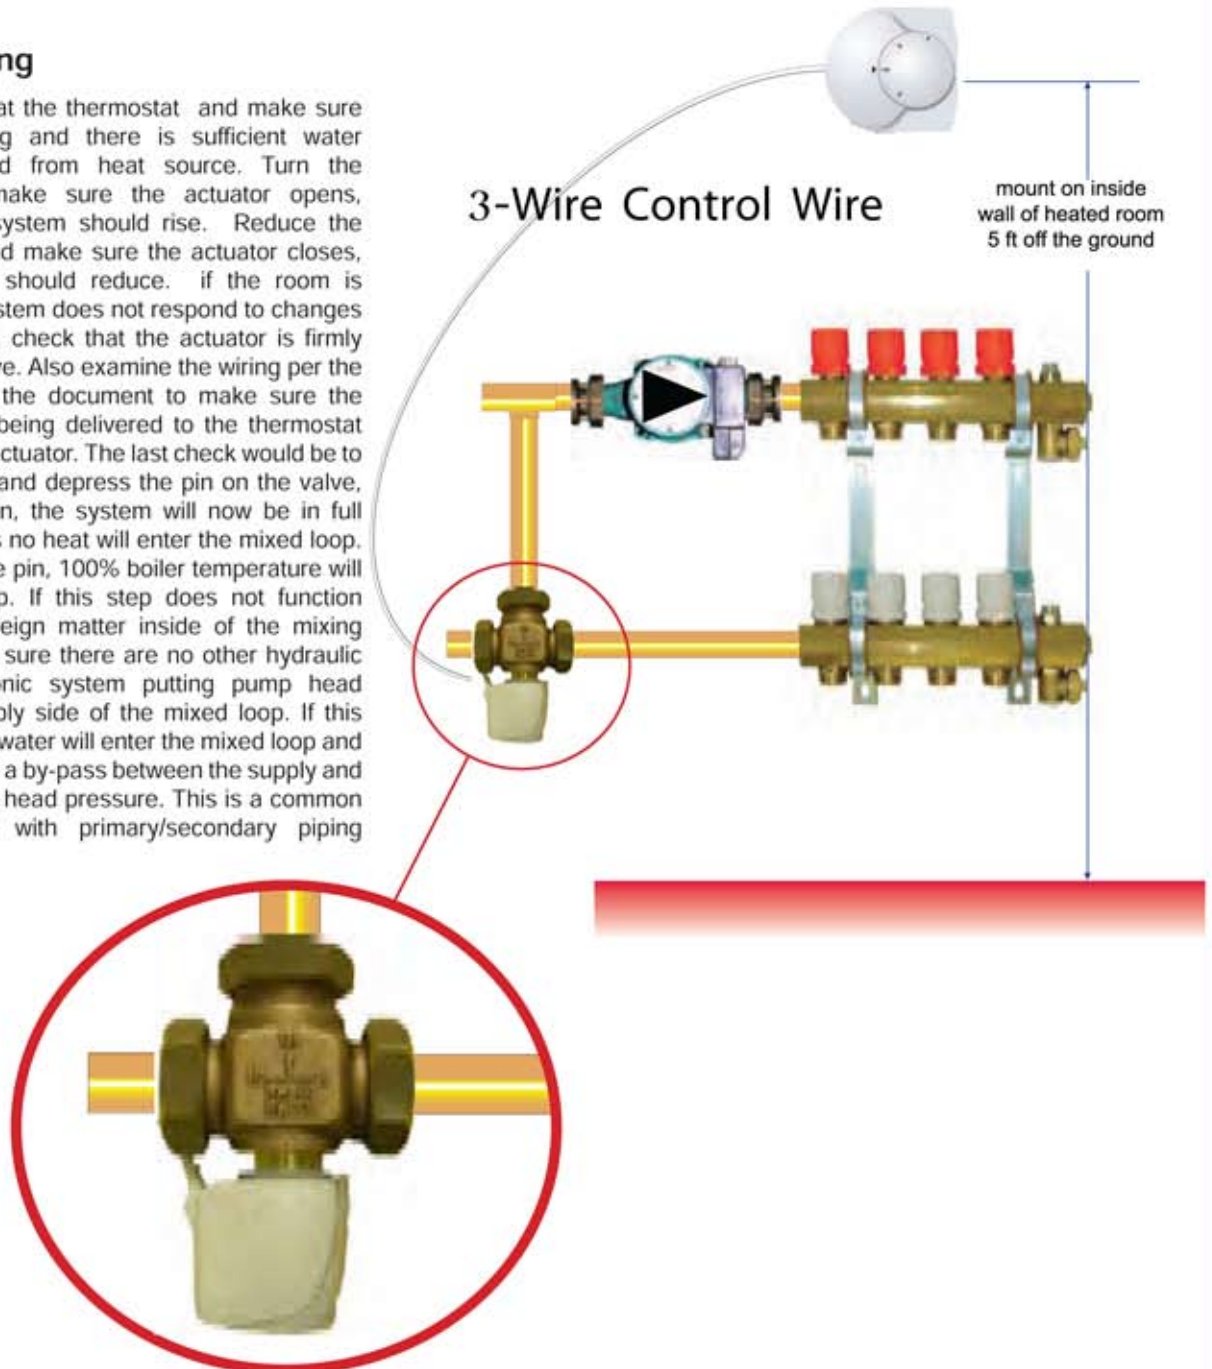 ng
at the thermostat and make sure
g and there is sufficient water
d from heat source. Turn the
make sure the actuator opens,
system should rise. Reduce the
d make sure the actuator closes,
should reduce. if the room is
stem does not respond to changes
check that the actuator is firmly
ve. Also examine the wiring per the
the document to make sure the
being delivered to the thermostat
ctuator. The last check would be to
and depress the pin on the valve,
n, the system will now be in full
s no heat will enter the mixed loop.
e pin, 100% boiler temperature will
p. If this step does not function
eign matter inside of the mixing
sure there are no other hydraulic
onic system putting pump head
ply side of the mixed loop. If this
water will enter the mixed loop and
a by-pass between the supply and
head pressure. This is a common
with primary/secondary piping
3-Wire Control Wire
mount on inside
wall of heated room
5 ft off the ground